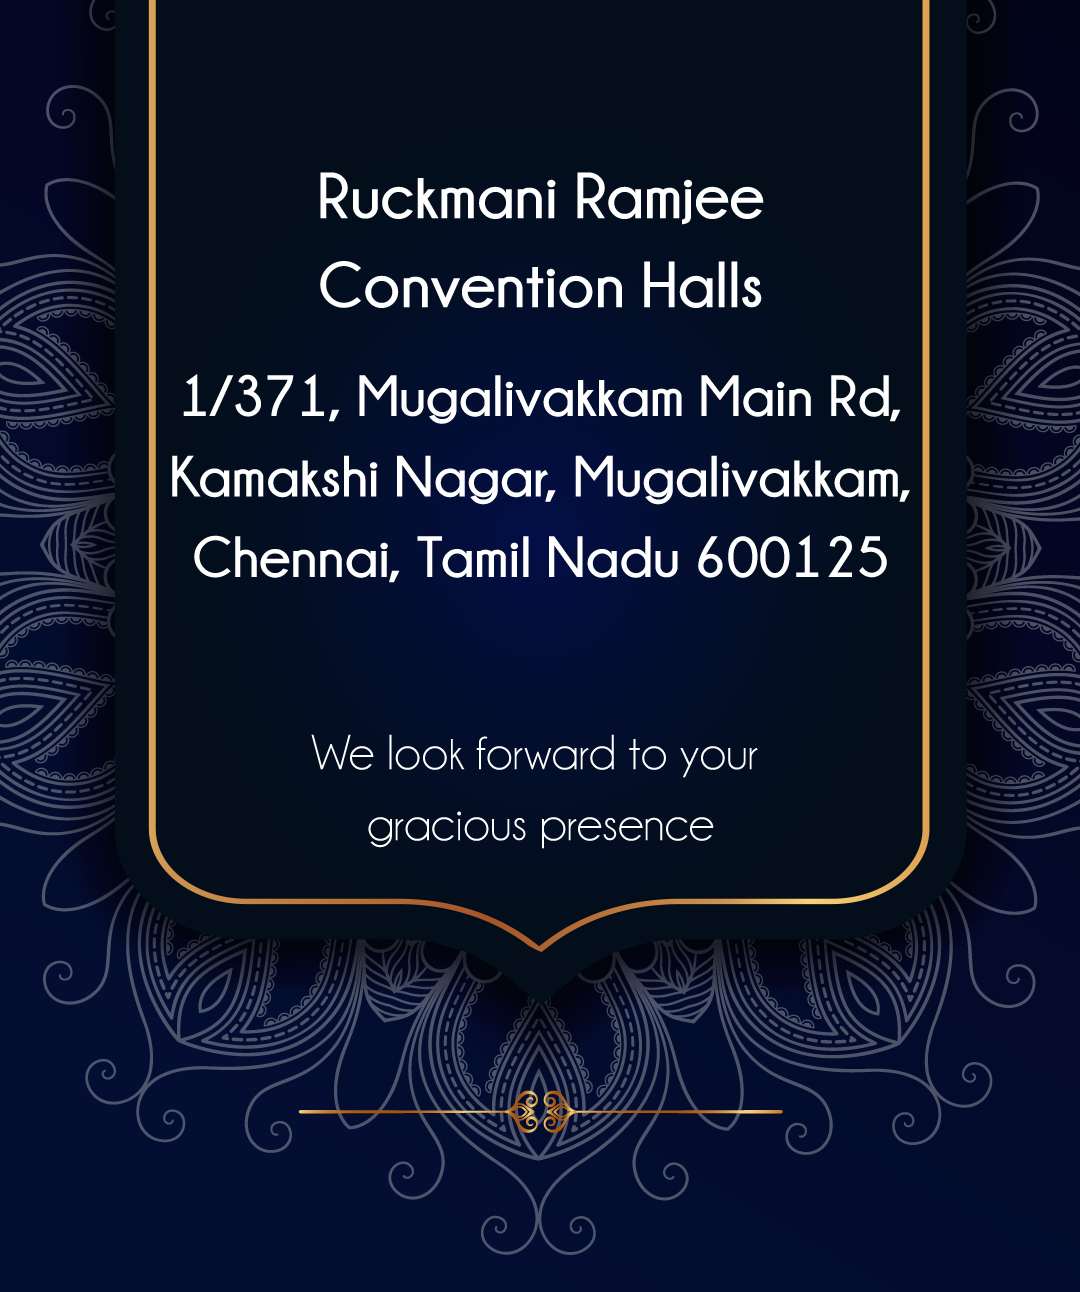 Ruckmani Ramjee
Convention Halls
1/371, Mugalivakkam Main Rd,
Kamakshi Nagar, Mugalivakkam,
Chennai, Tamil Nadu 600125
We look forward to your
gracious presence